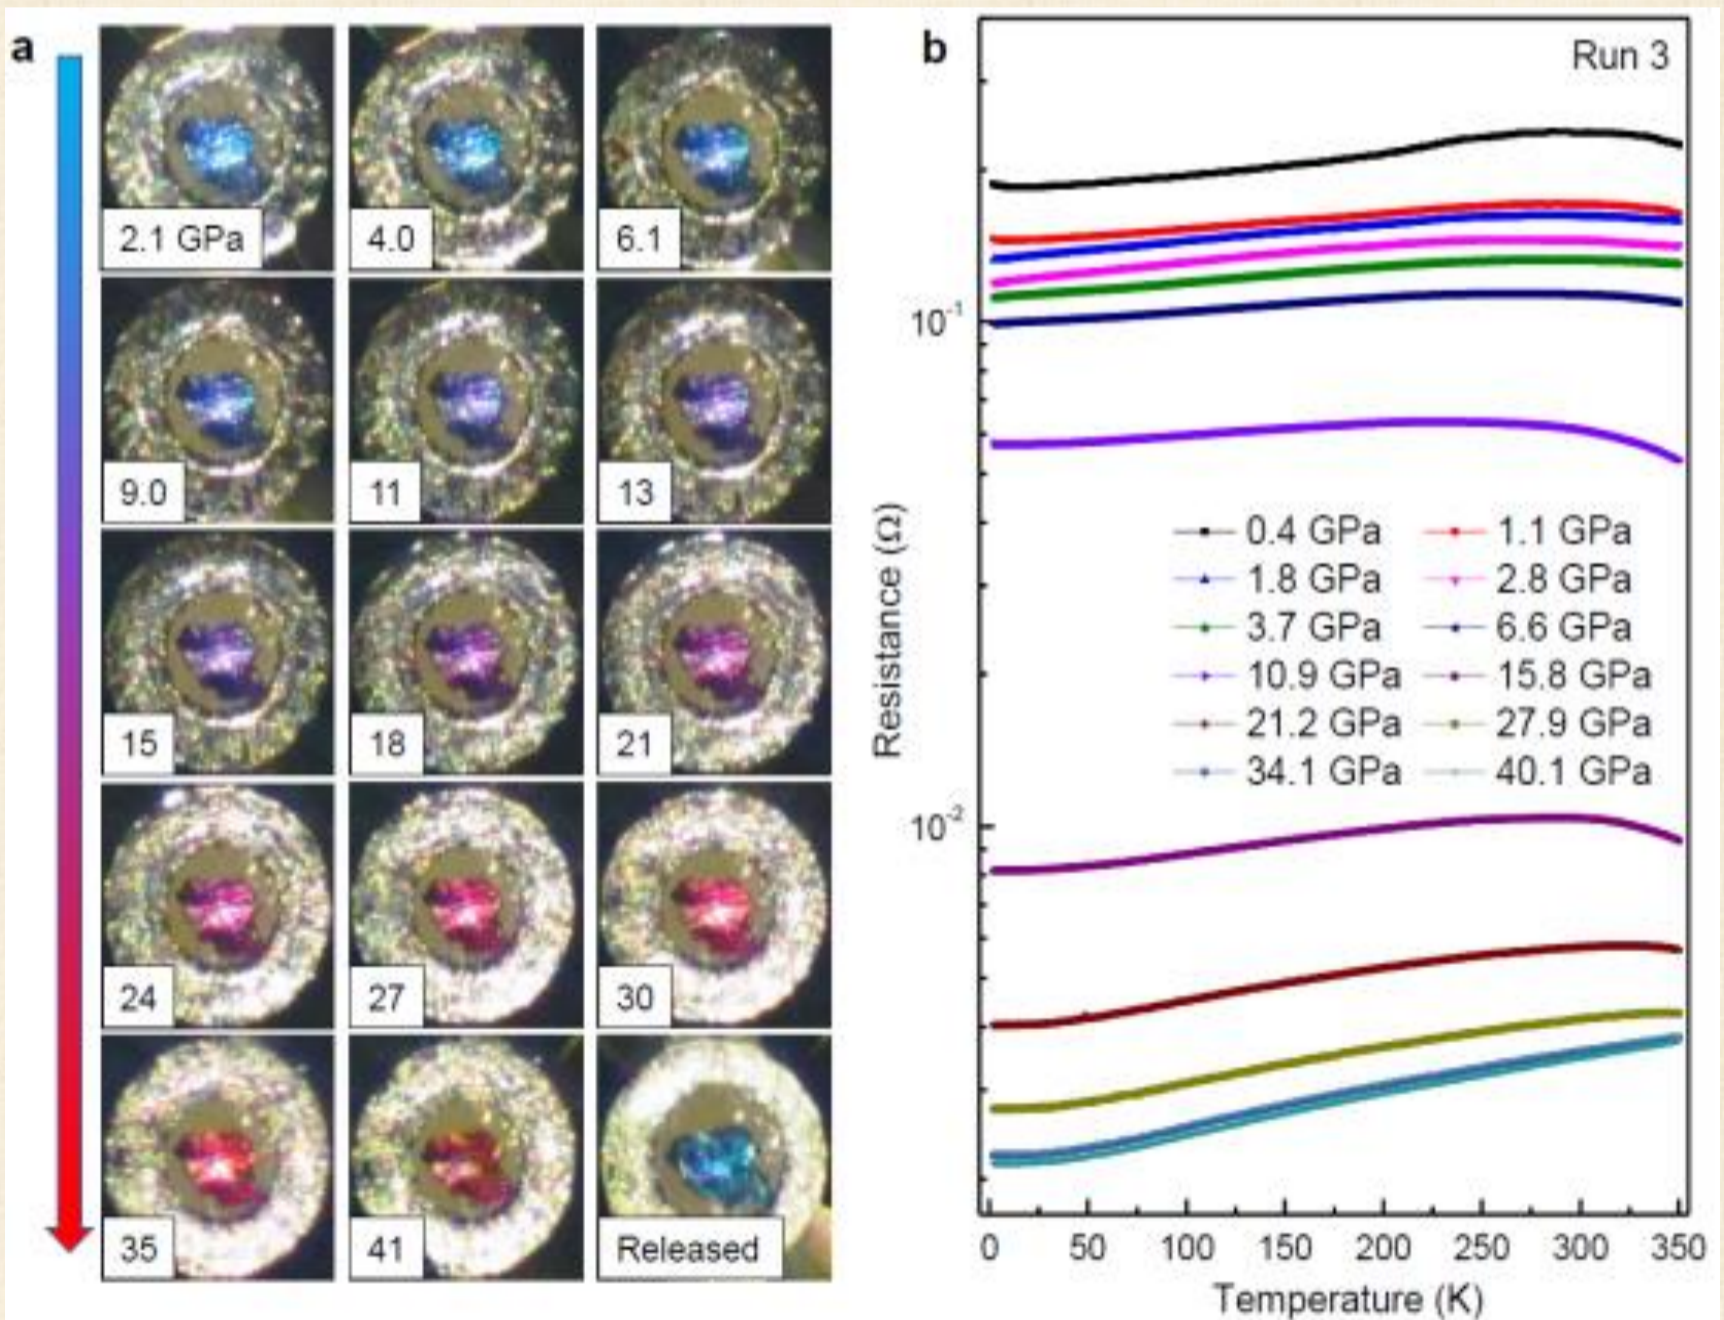 a
2.1 GPa
4.0
6.1
9.0
11
13
15
18
21
24
27
30
35
41
Released
b
Run 3
Resistance (Ω)
10-1
10-2
0.4 GPa 1.1 GPa
1.8 GPa 2.8 GPa
3.7 GPa 6.6 GPa
10.9 GPa 15.8 GPa
21.2 GPa 27.9 GPa
34.1 GPa 40.1 GPa
0 50 100 150 200 250 300 350
Temperature (K)